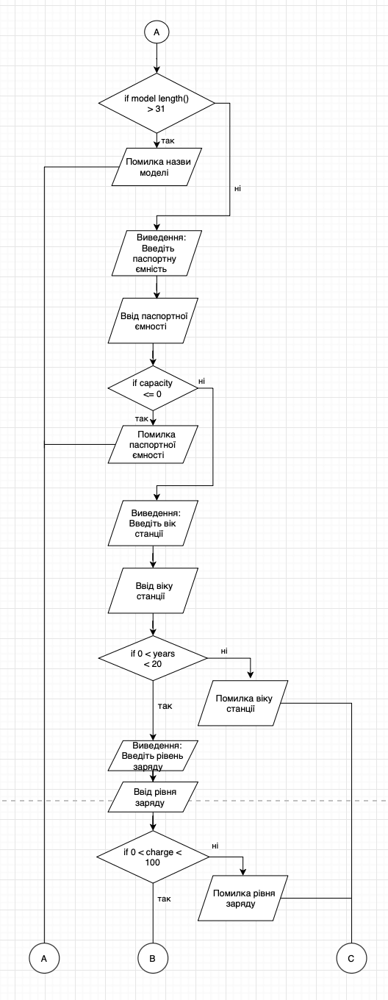 A
if model length()
> 31
так
Помилка назви
моделі
ні
Виведення:
Введіть
паспортну
ємність
Ввід паспортної
ємності
if capacity
<= 0
ні
так
Помилка
паспортної
ємності
Виведення:
Введіть вік
станції
Ввід віку
станції
if 0 < years
< 20
ні
Помилка віку
станції
так
Виведення:
Введіть рівень
заряду
Ввід рівня
заряду
if 0 < charge <
100
ні
Помилка рівня
заряду
так
A
B
C